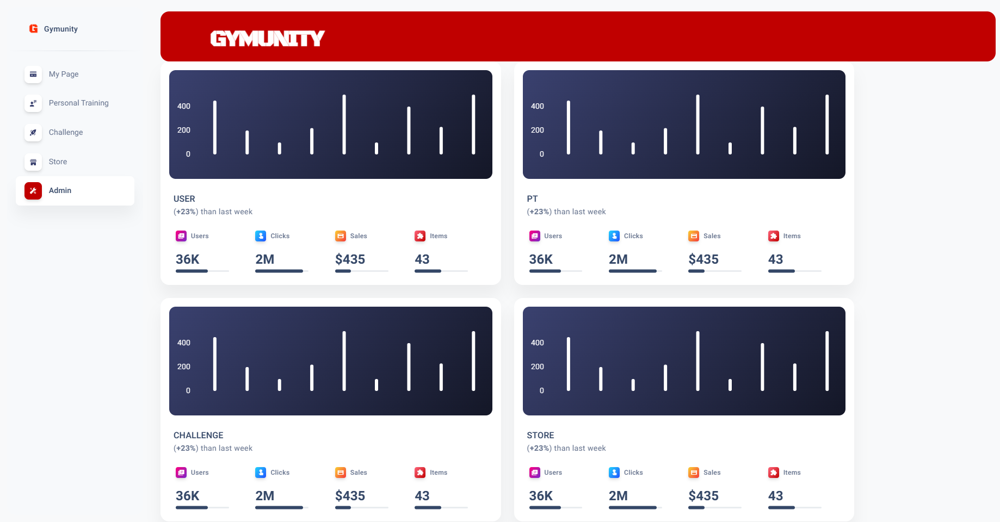 Gymunity
My Page
Personal Training
Challenge
Store
Admin
GYMUNITY
400
200
0
USER
(+23%) than last week
Users Clicks Sales Items
36K 2M $435 43
400
200
0
PT
(+23%) than last week
Users Clicks Sales Items
36K 2M $435 43
400
200
0
CHALLENGE
(+23%) than last week
Users Clicks Sales Items
36K 2M $435 43
400
200
0
STORE
(+23%) than last week
Users Clicks Sales Items
36K 2M $435 43